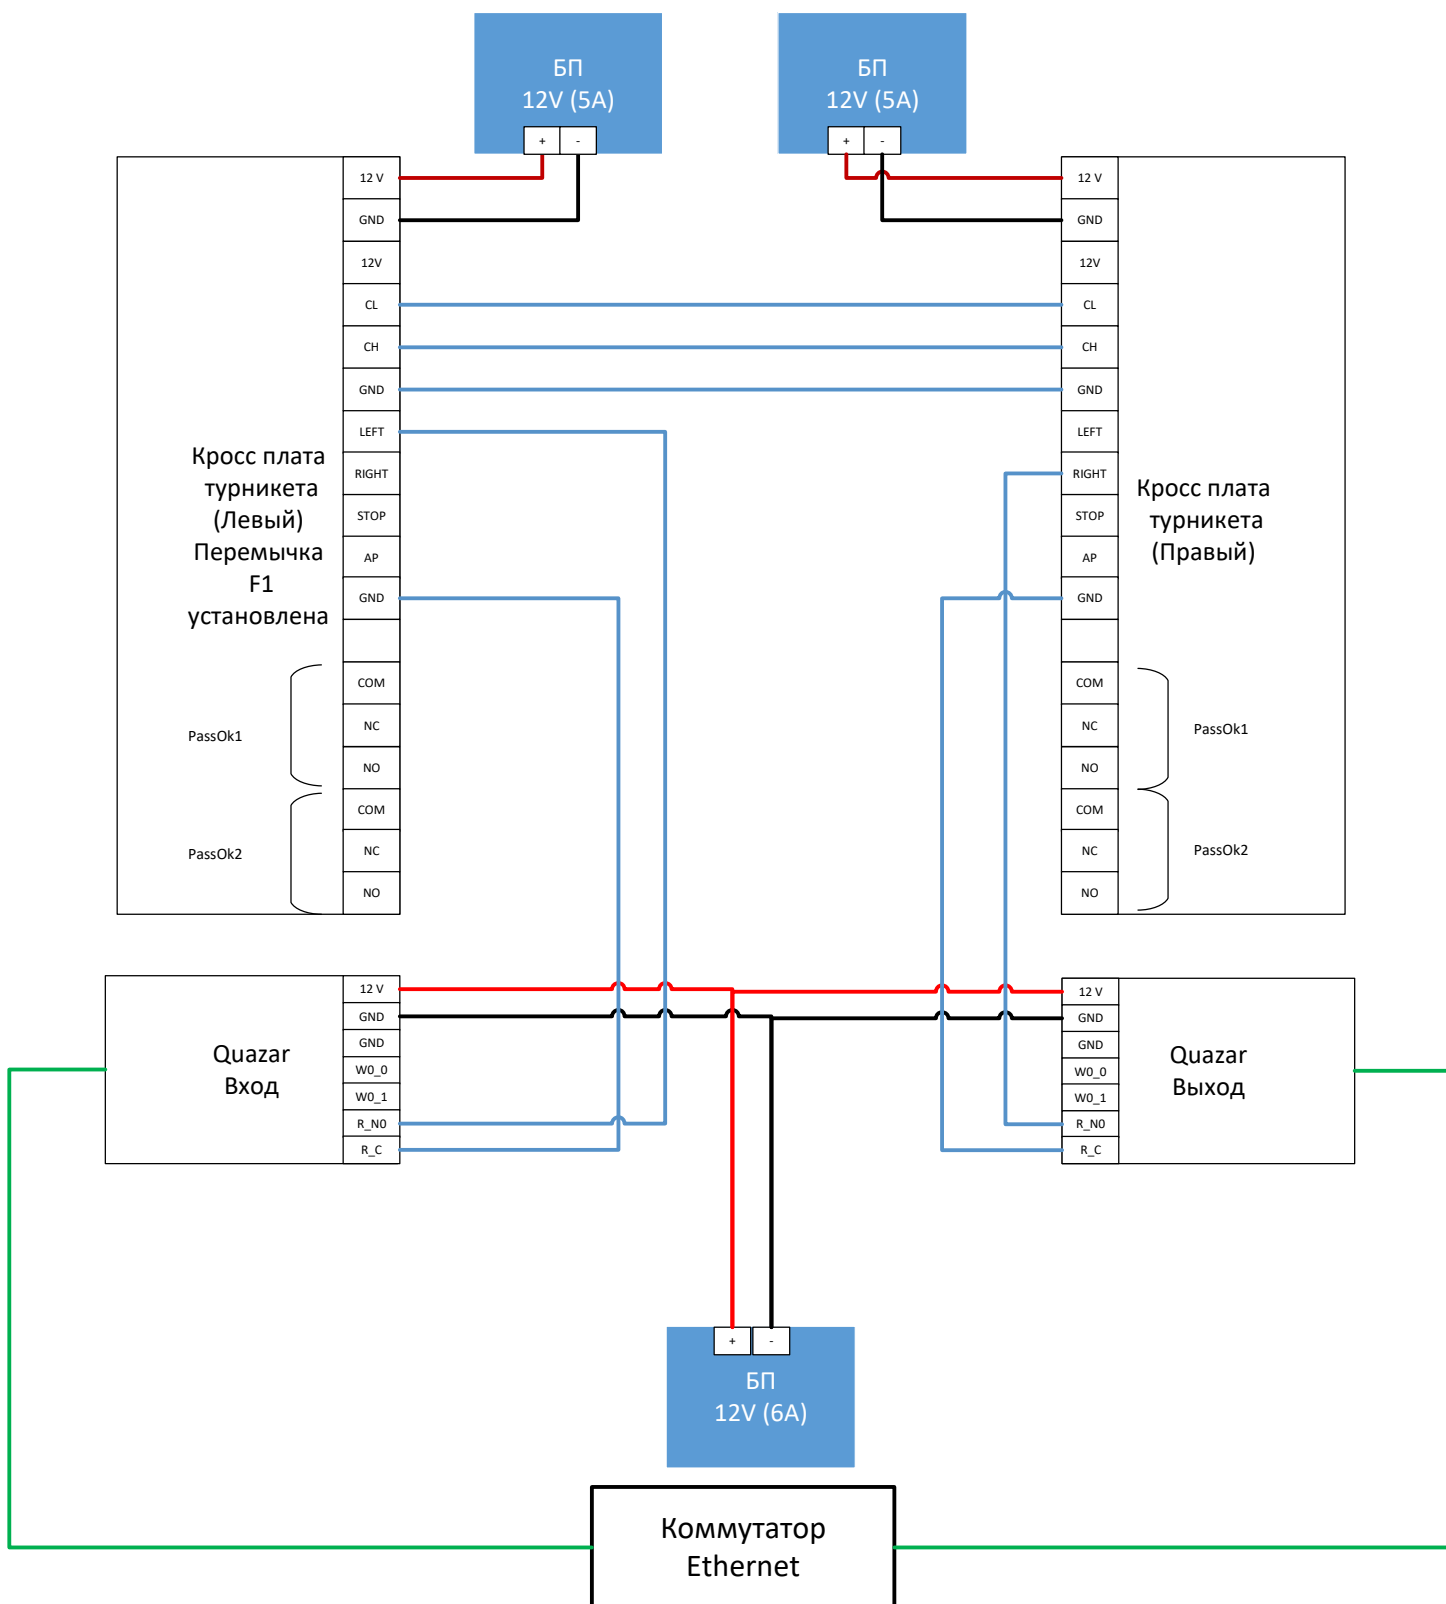 БП
12V (5A)
+
-
БП
12V (5A)
+
-
12 V
GND
12V
CL
CH
GND
LEFT
RIGHT
STOP
AP
GND
COM
NC
NO
COM
NC
NO
Кросс плата
турникета
(Левый)
Перемычка
F1
установлена
PassOk1
PassOk2
12 V
GND
12V
CL
CH
GND
LEFT
RIGHT
STOP
AP
GND
COM
NC
NO
COM
NC
NO
Кросс плата
турникета
(Правый)
PassOk1
PassOk2
Quazar
Вход
12 V
GND
GND
W0_0
W0_1
R_N0
R_C
12 V
GND
GND
W0_0
W0_1
R_N0
R_C
Quazar
Выход
+
-
БП
12V (6A)
Коммутатор
Ethernet